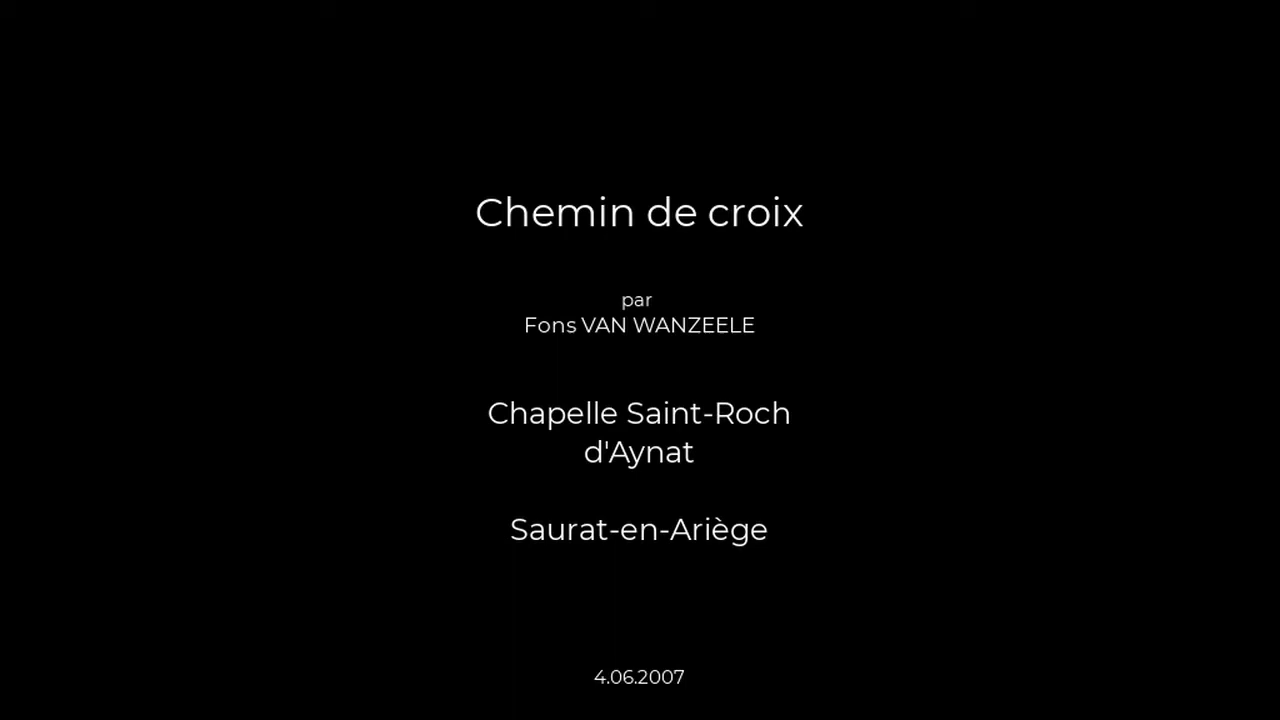 Chemin de croix
par
Fons VAN WANZEELE
Chapelle Saint-Roch
d'Aynat
Saurat-en-Ariège
4.06.2007